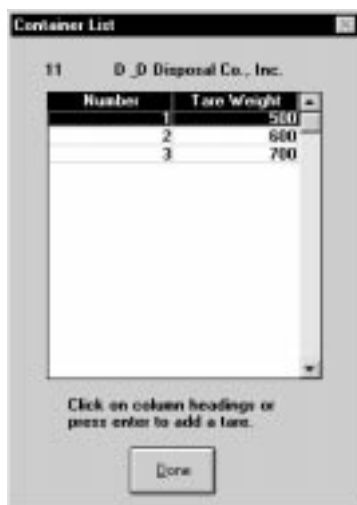 Container List
11 D_D Disposal Co., Inc.
Number Tare Weight
1 500
2 600
3 700
Click on column headings or
press enter to add a tare.
Done